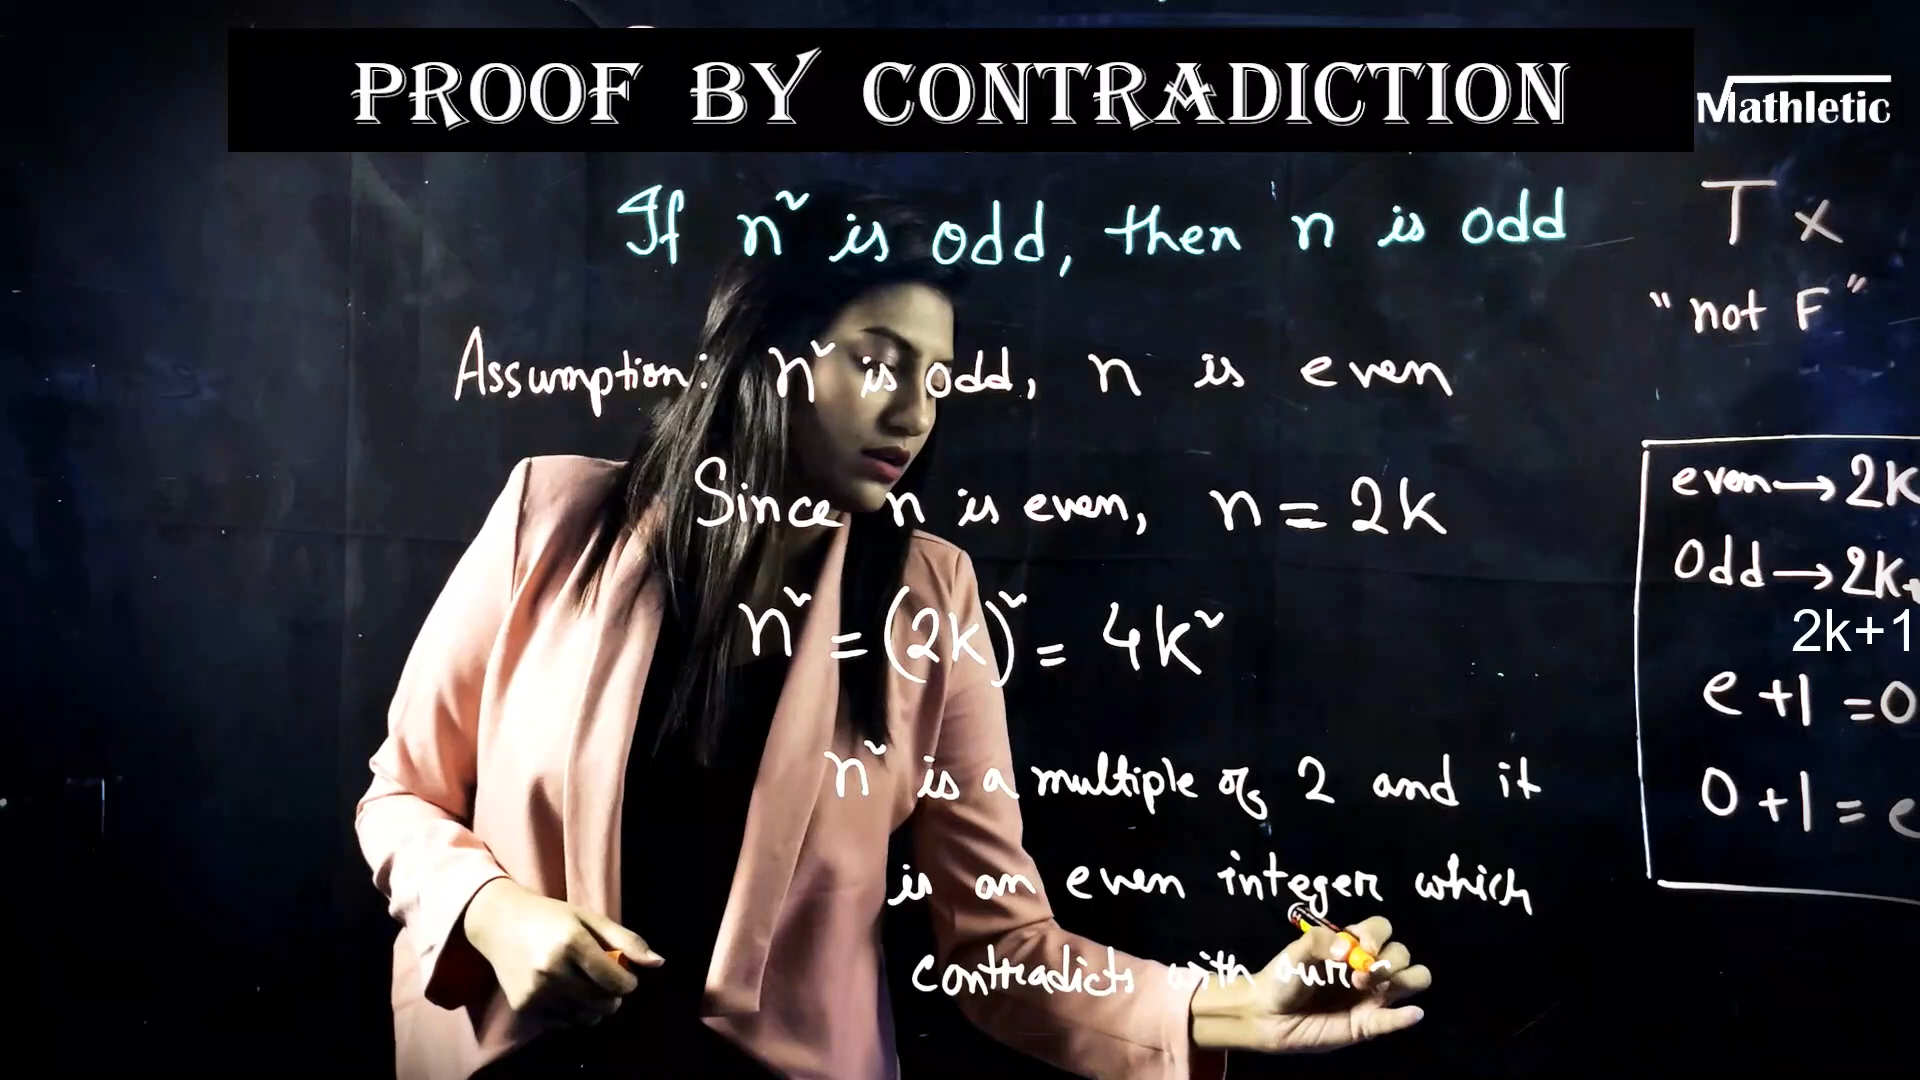 PROOF BY CONTRADICTION
Mathletic
If n² is odd, then n is odd
T x
"not F"
Assumption: n² is odd, n is even
Since n is even, n = 2k
n² = (2k)² = 4k²
n² is a multiple of 2 and it
is an even integer which
contradicts with our
even → 2k
odd → 2k+
2k+1
e +1 = 0
0 +1 = e